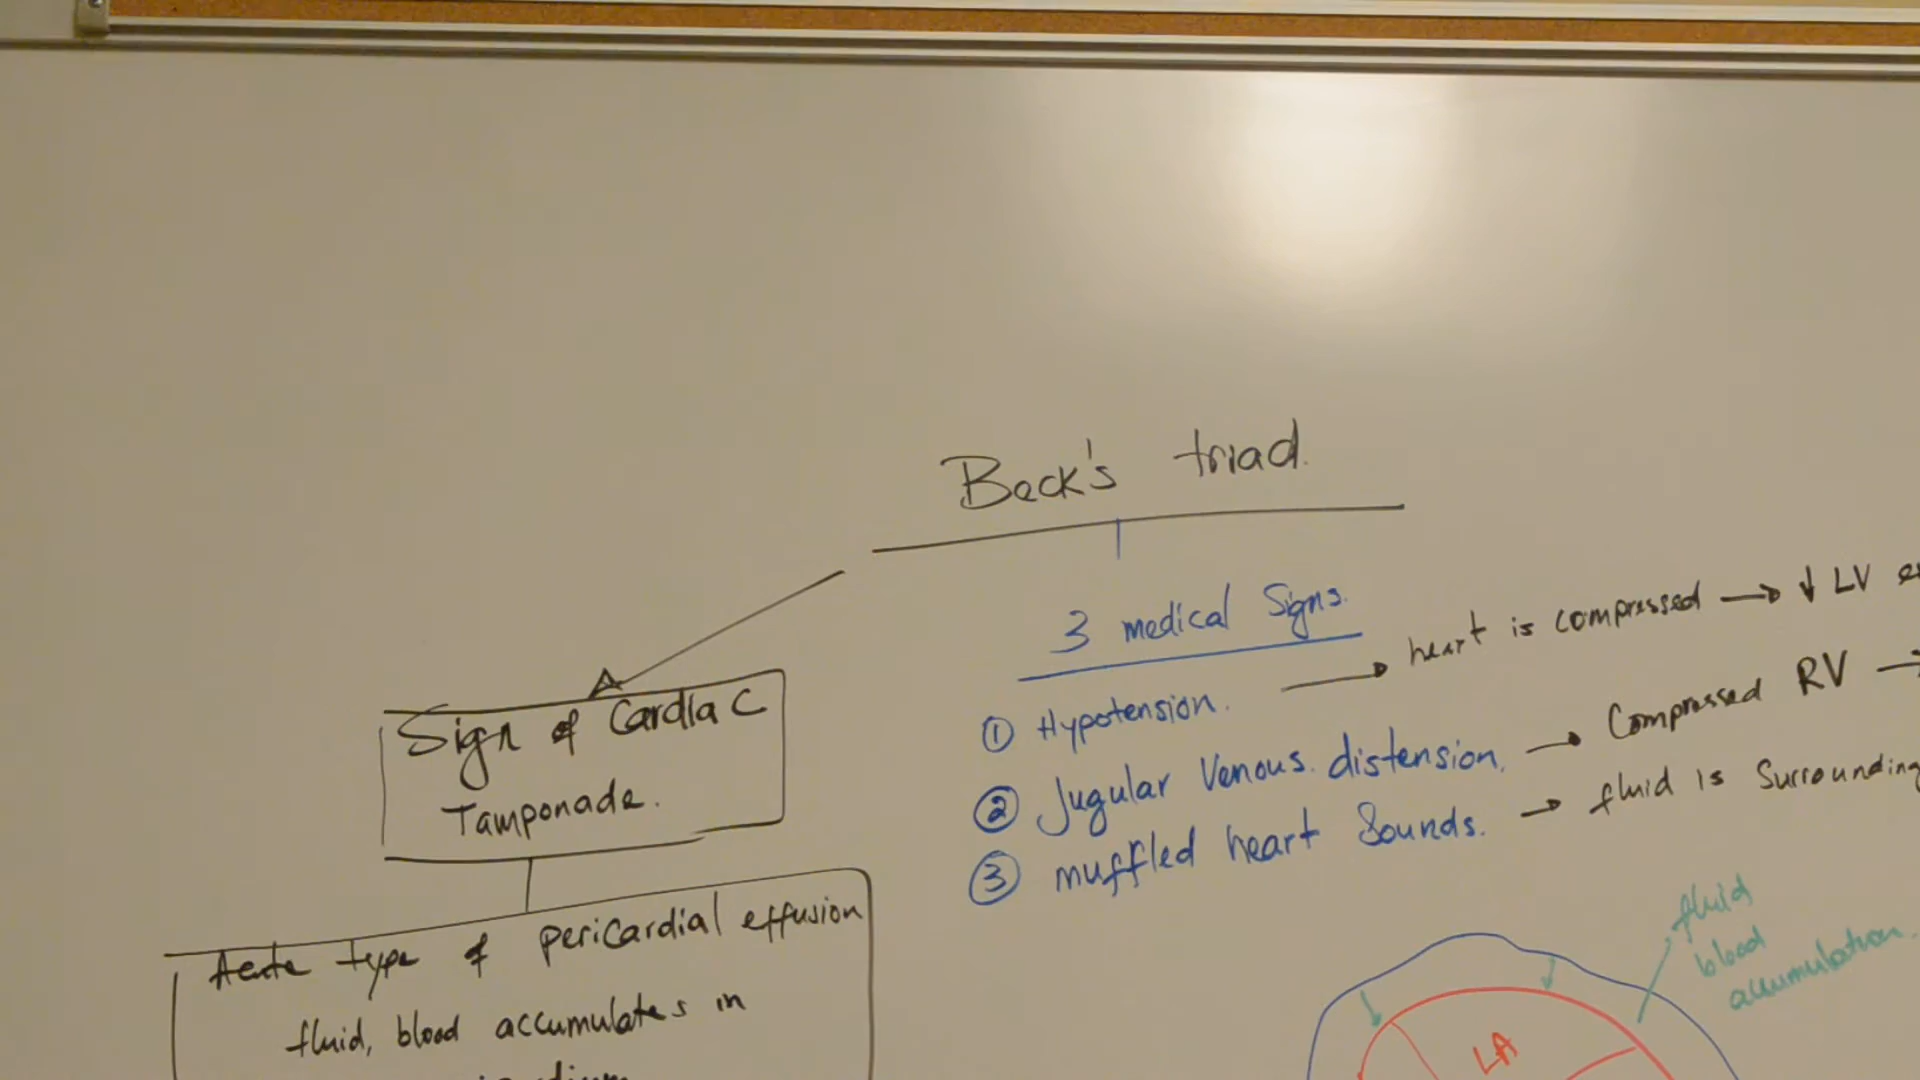 Beck's triad.
3 medical Signs.
① Hypotension. → heart is compressed → ↓ LV
② Jugular Venous. distension. → Compressed RV →
③ muffled heart Sounds. → fluid is Surrounding
Sign of CardiaC
Tamponade.
Acute type of pericardial effusion
fluid, blood accumulates in
fluid
blood
accumulation.
LA